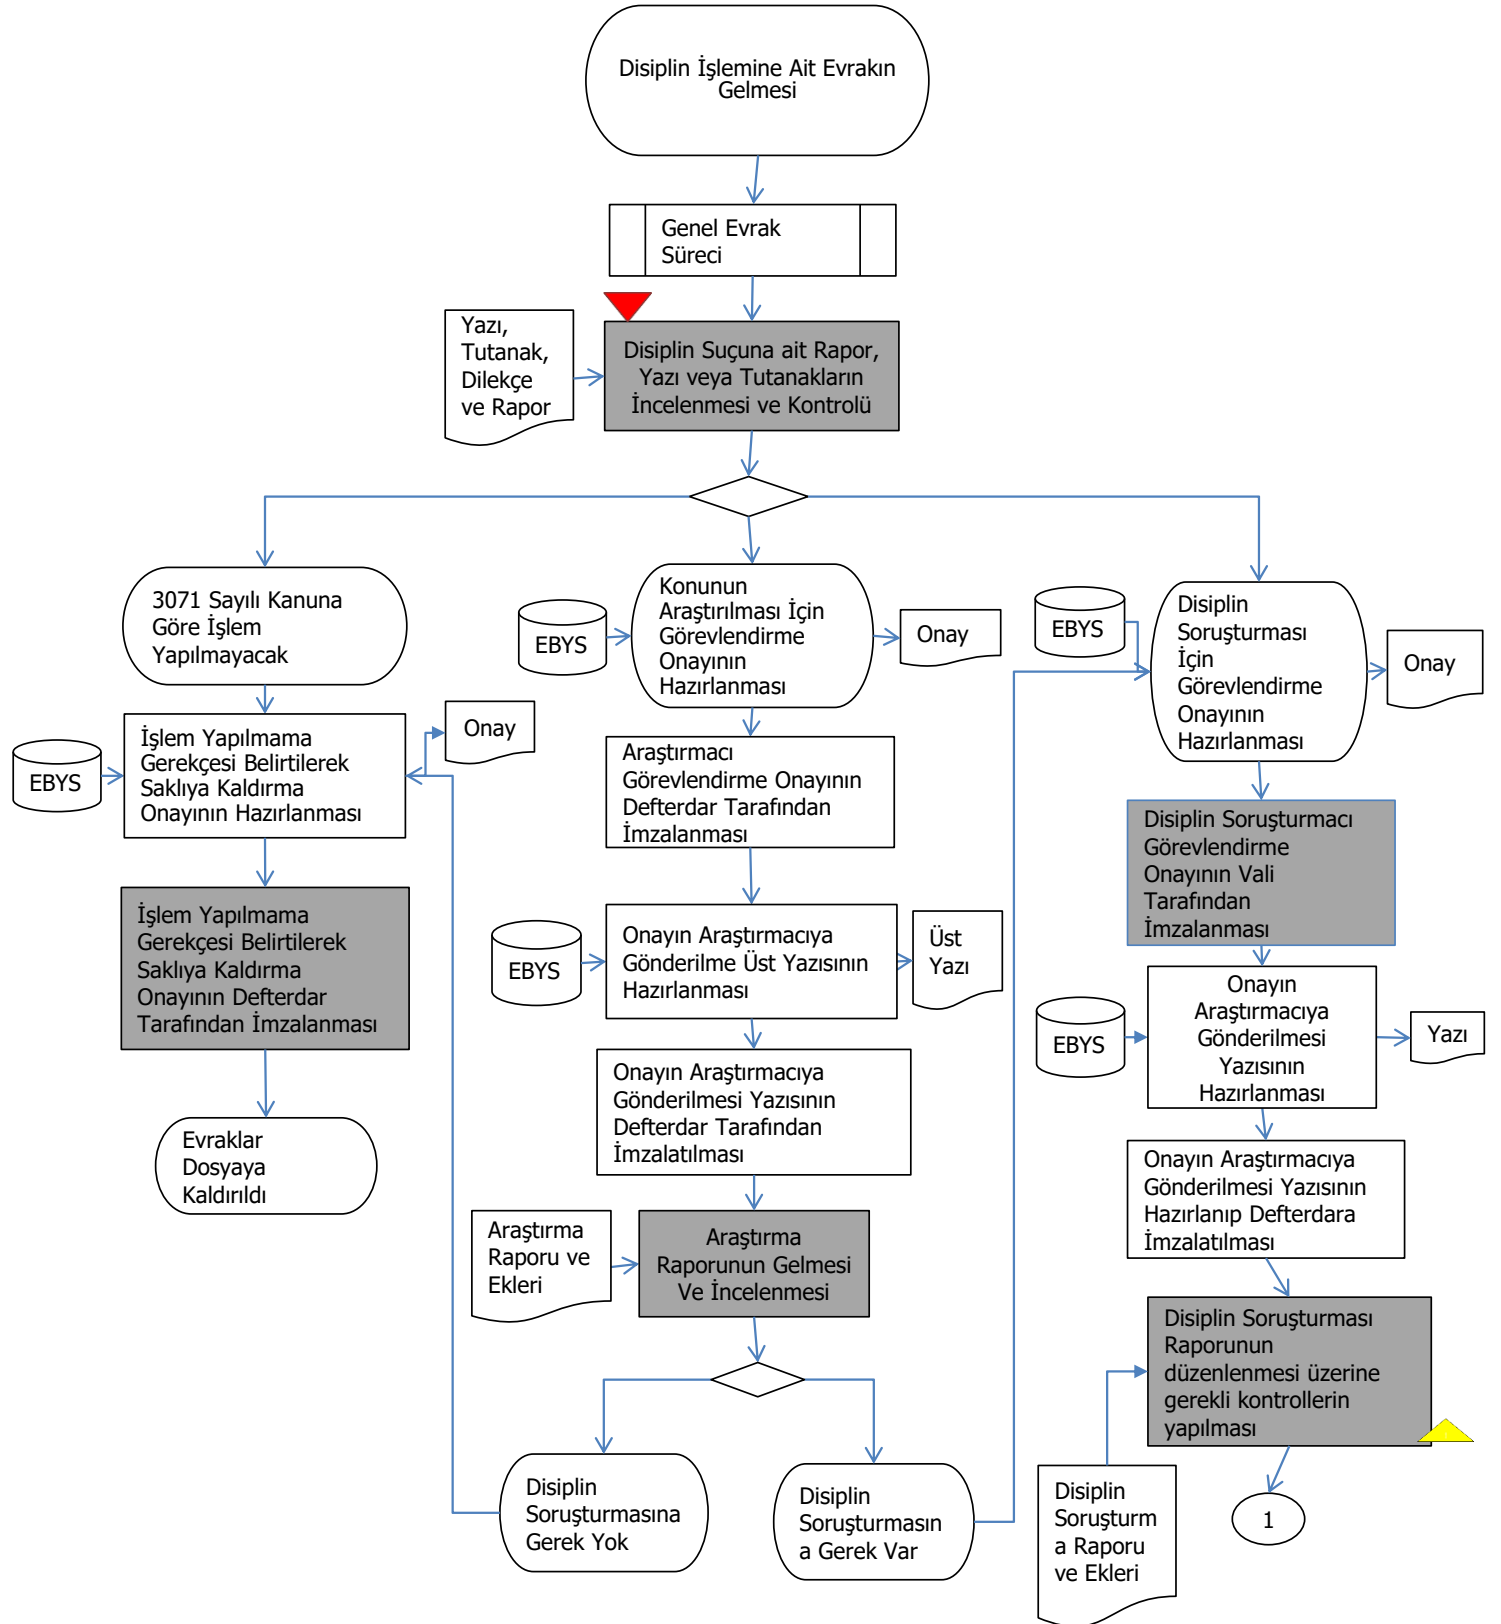 Disiplin İşlemine Ait Evrakın
Gelmesi
Genel Evrak
Süreci
Yazı,
Tutanak,
Dilekçe
ve Rapor
Disiplin Suçuna ait Rapor,
Yazı veya Tutanakların
İncelenmesi ve Kontrolü
3071 Sayılı Kanuna
Göre İşlem
Yapılmayacak
EBYS
Konunun
Araştırılması İçin
Görevlendirme
Onayının
Hazırlanması
Onay
EBYS
Disiplin
Soruşturması
İçin
Görevlendirme
Onayının
Hazırlanması
Onay
EBYS
İşlem Yapılmama
Gerekçesi Belirtilerek
Saklıya Kaldırma
Onayının Hazırlanması
Onay
Araştırmacı
Görevlendirme Onayının
Defterdar Tarafından
İmzalanması
Disiplin Soruşturmacı
Görevlendirme
Onayının Vali
Tarafından
İmzalanması
İşlem Yapılmama
Gerekçesi Belirtilerek
Saklıya Kaldırma
Onayının Defterdar
Tarafından İmzalanması
EBYS
Onayın Araştırmacıya
Gönderilme Üst Yazısının
Hazırlanması
Üst
Yazı
EBYS
Onayın
Araştırmacıya
Gönderilmesi
Yazısının
Hazırlanması
Yazı
Evraklar
Dosyaya
Kaldırıldı
Onayın Araştırmacıya
Gönderilmesi Yazısının
Defterdar Tarafından
İmzalatılması
Onayın Araştırmacıya
Gönderilmesi Yazısının
Hazırlanıp Defterdara
İmzalatılması
Araştırma
Raporu ve
Ekleri
Araştırma
Raporunun Gelmesi
Ve İncelenmesi
Disiplin Soruşturması
Raporunun
düzenlenmesi üzerine
gerekli kontrollerin
yapılması
Disiplin
Soruşturmasına
Gerek Yok
Disiplin
Soruşturmasın
a Gerek Var
Disiplin
Soruşturm
a Raporu
ve Ekleri
1